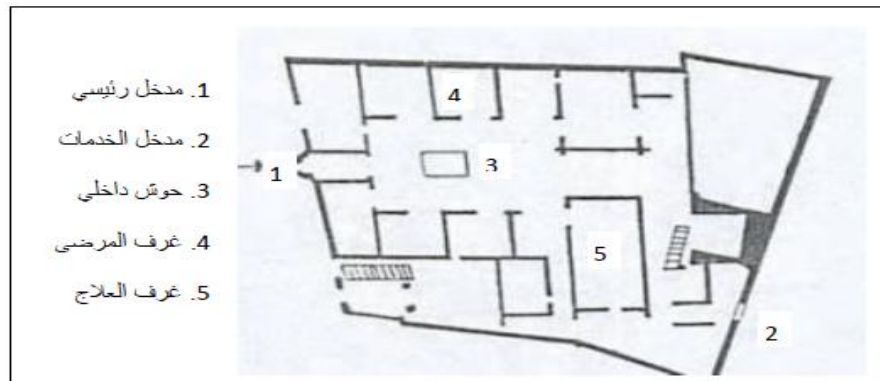 1. مدخل رئيسي
2. مدخل الخدمات
3. حوش داخلي
4. غرف المرضى
5. غرف العلاج
4
3
1
5
2